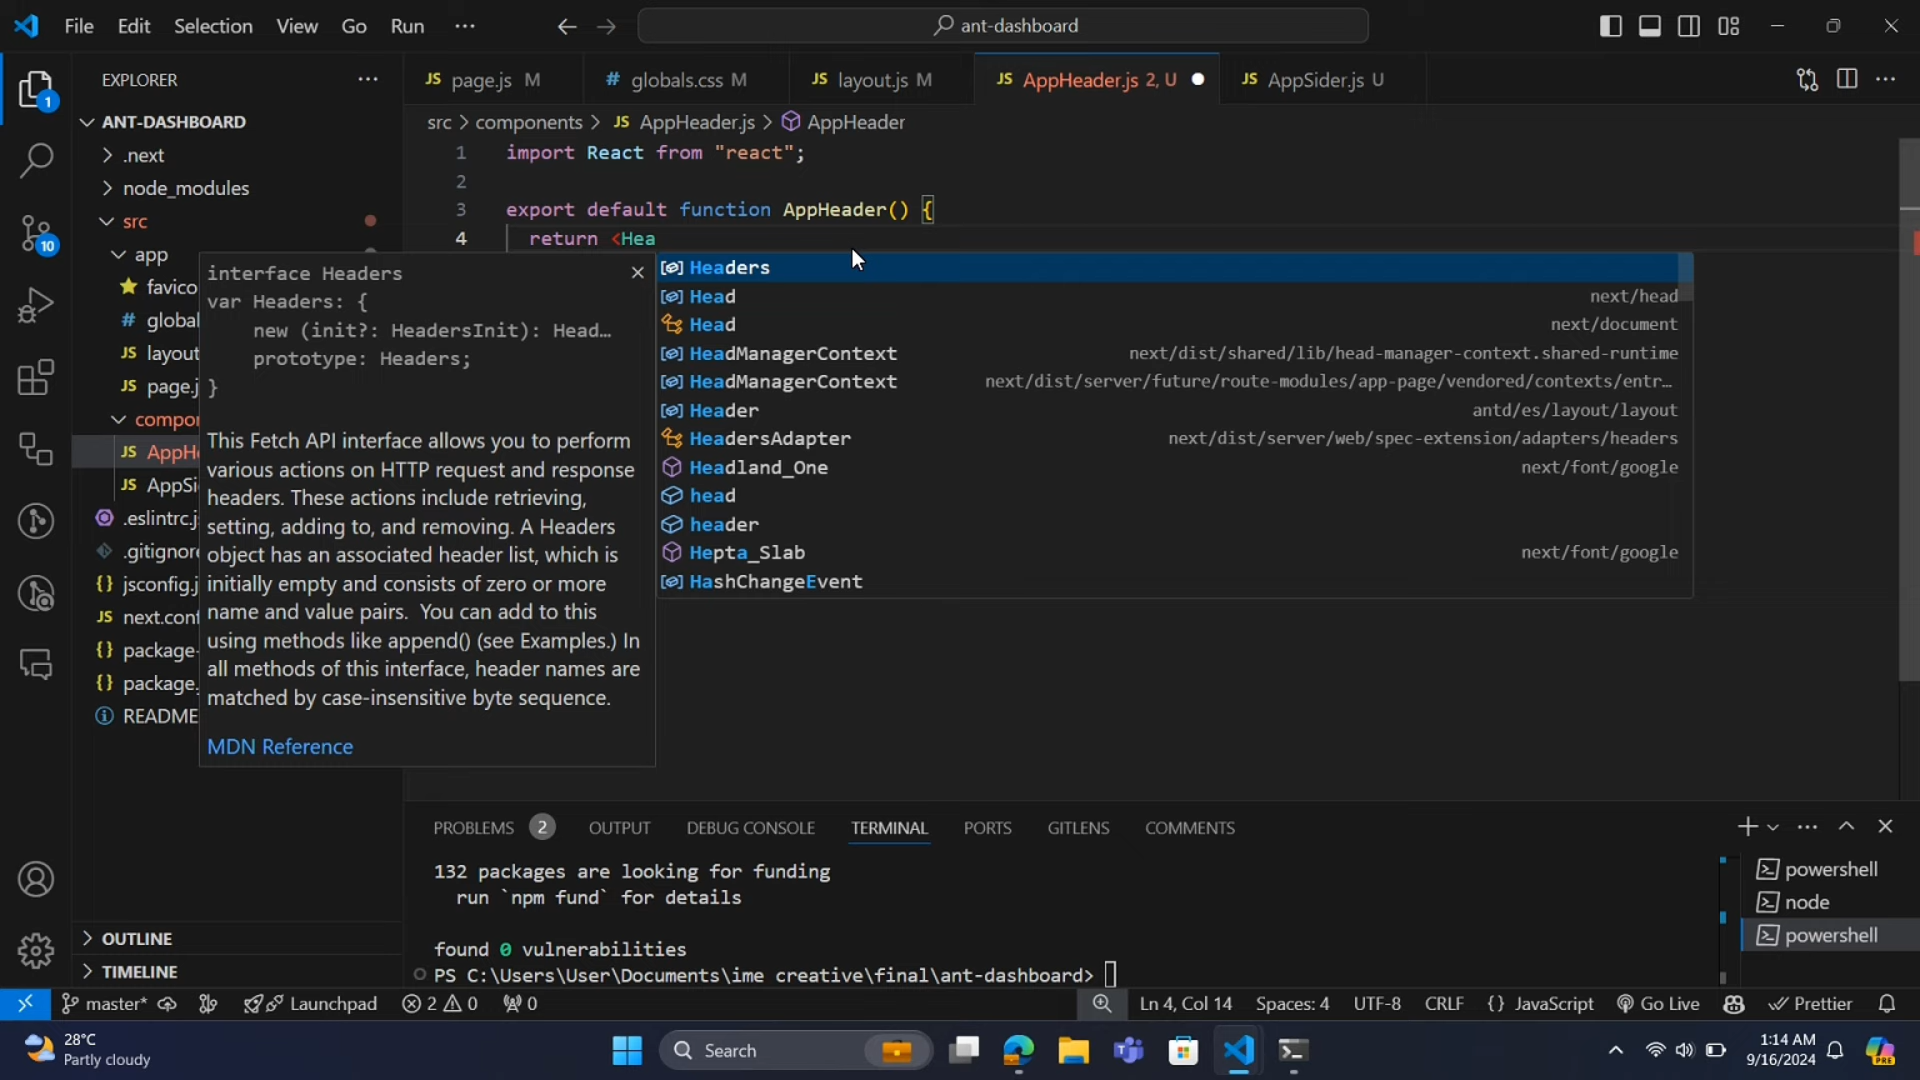 File Edit Selection View Go Run ··· ant-dashboard
EXPLORER ···
JS page.js M # globals.css M JS layout.js M JS AppHeader.js 2, U JS AppSider.js U ···
ANT-DASHBOARD
.next
node_modules
src
app
favico
# global
JS layout
JS page.j
compon
JS AppHe
JS AppSi
.eslintrc.j
.gitignore
{} jsconfig.j
JS next.conf
{} package-
{} package.
README
OUTLINE
TIMELINE
1
10
src > components > JS AppHeader.js > AppHeader
1 import React from "react";
2
3 export default function AppHeader() {
4 return <Hea
interface Headers
var Headers: {
new (init?: HeadersInit): Head…
prototype: Headers;
}
This Fetch API interface allows you to perform
various actions on HTTP request and response
headers. These actions include retrieving,
setting, adding to, and removing. A Headers
object has an associated header list, which is
initially empty and consists of zero or more
name and value pairs. You can add to this
using methods like append() (see Examples.) In
all methods of this interface, header names are
matched by case-insensitive byte sequence.
MDN Reference
Headers
Head next/head
Head next/document
HeadManagerContext next/dist/shared/lib/head-manager-context.shared-runtime
HeadManagerContext next/dist/server/future/route-modules/app-page/vendored/contexts/entr…
Header antd/es/layout/layout
HeadersAdapter next/dist/server/web/spec-extension/adapters/headers
Headland_One next/font/google
head
header
Hepta_Slab next/font/google
HashChangeEvent
PROBLEMS 2 OUTPUT DEBUG CONSOLE TERMINAL PORTS GITLENS COMMENTS
132 packages are looking for funding
run `npm fund` for details
found 0 vulnerabilities
PS C:\Users\User\Documents\ime creative\final\ant-dashboard>
powershell
node
powershell
master* Launchpad 2 0 0 Ln 4, Col 14 Spaces: 4 UTF-8 CRLF {} JavaScript Go Live Prettier
28°C
Partly cloudy
Search
1:14 AM
9/16/2024
PRE